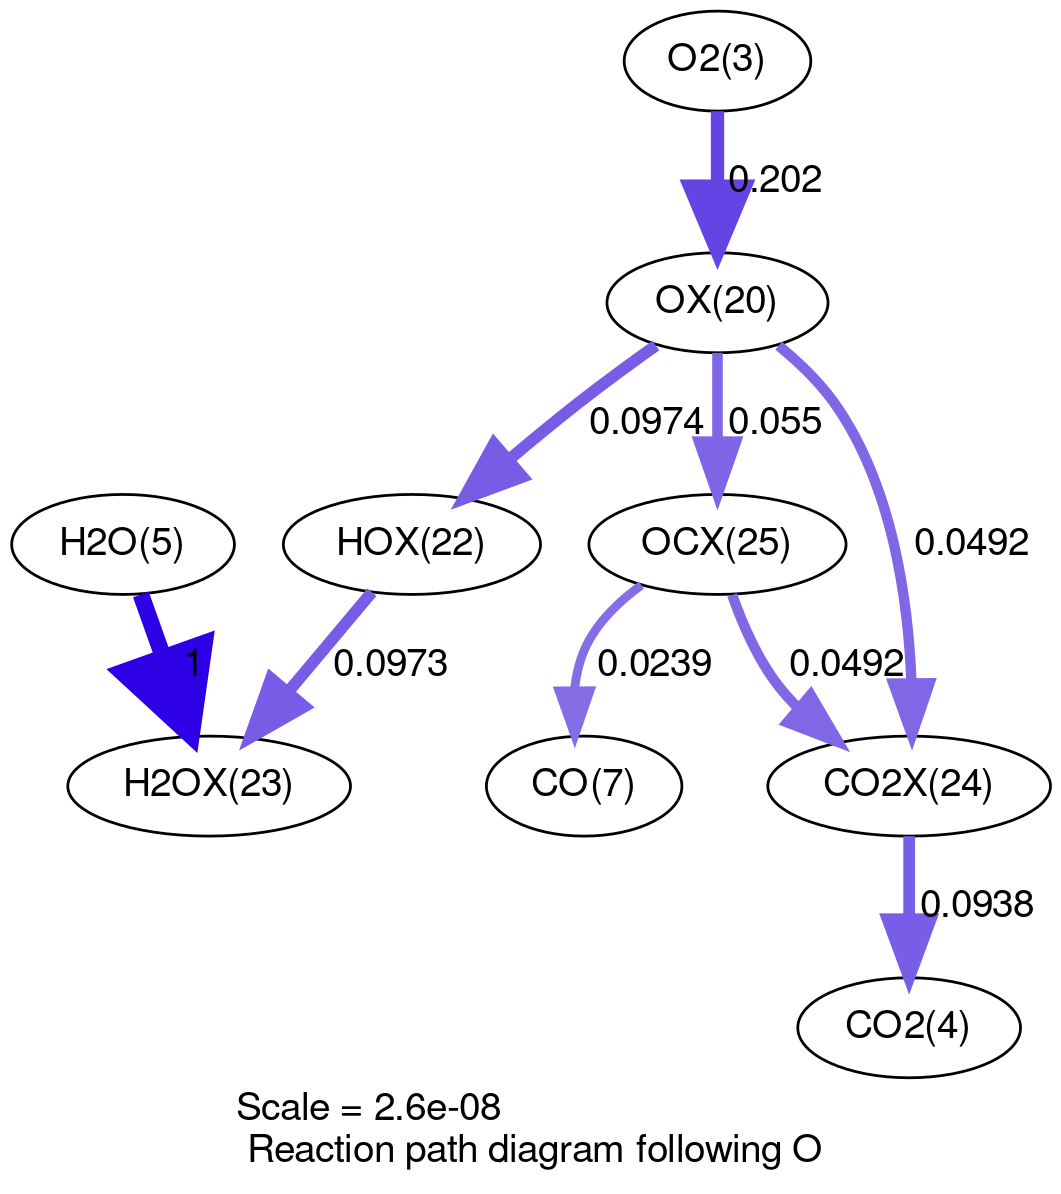 O2(3)
0.202
OX(20)
0.0974
0.055
H2O(5)
HOX(22)
OCX(25)
0.0492
1
0.0973
0.0239
0.0492
H2OX(23)
CO(7)
CO2X(24)
0.0938
CO2(4)
Scale = 2.6e-08
Reaction path diagram following O